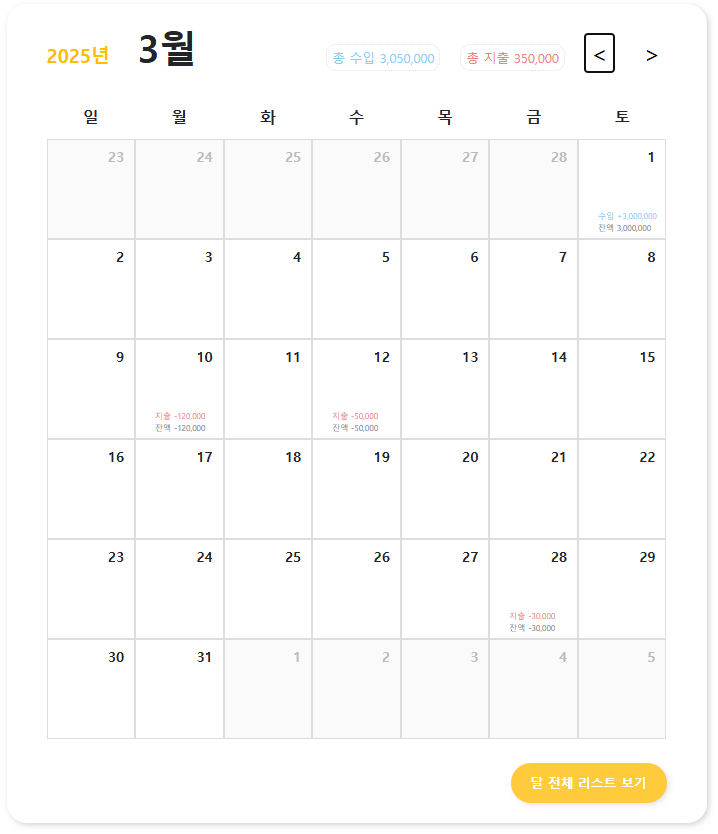 2025년 3월 총 수입 3,050,000 총 지출 350,000 < >
일 월 화 수 목 금 토
23 24 25 26 27 28 1
수입 +3,000,000
잔액 3,000,000
2 3 4 5 6 7 8
9 10 11 12 13 14 15
지출 -120,000 지출 -50,000
잔액 -120,000 잔액 -50,000
16 17 18 19 20 21 22
23 24 25 26 27 28 29
지출 -30,000
잔액 -30,000
30 31 1 2 3 4 5
달 전체 리스트 보기